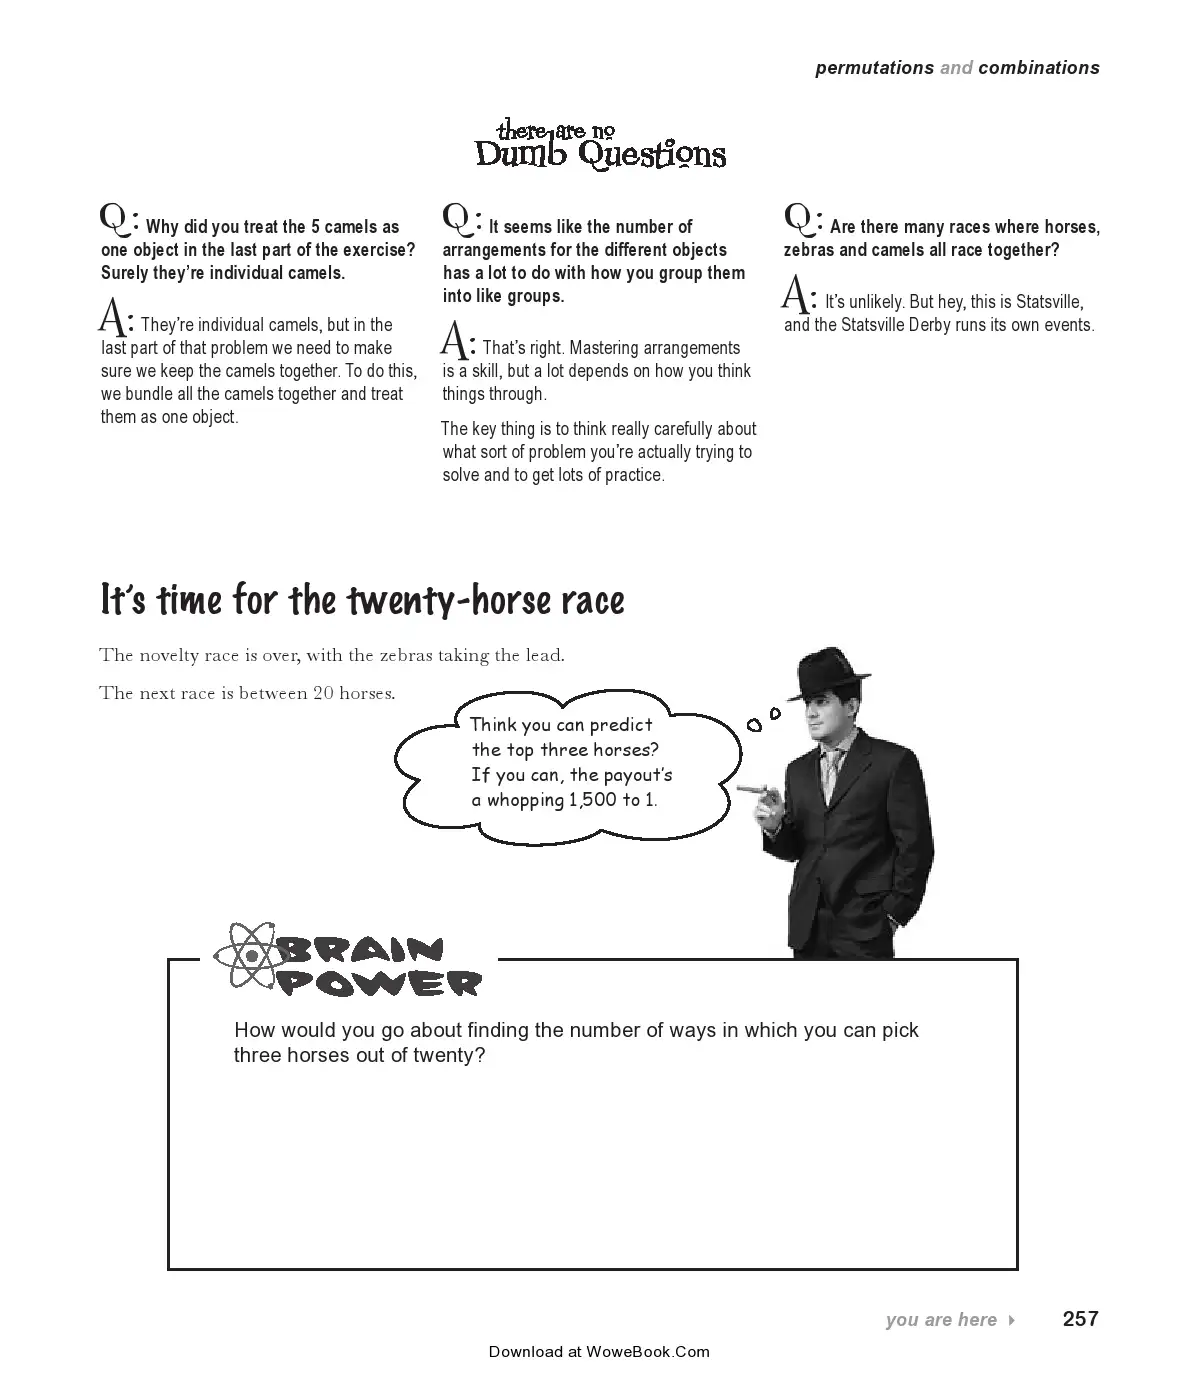 permutations and combinations
there are no
Dumb Questions
Q: Why did you treat the 5 camels as
one object in the last part of the exercise?
Surely they’re individual camels.
A: They’re individual camels, but in the
last part of that problem we need to make
sure we keep the camels together. To do this,
we bundle all the camels together and treat
them as one object.
Q: It seems like the number of
arrangements for the different objects
has a lot to do with how you group them
into like groups.
A: That’s right. Mastering arrangements
is a skill, but a lot depends on how you think
things through.
The key thing is to think really carefully about
what sort of problem you’re actually trying to
solve and to get lots of practice.
Q: Are there many races where horses,
zebras and camels all race together?
A: It’s unlikely. But hey, this is Statsville,
and the Statsville Derby runs its own events.
It’s time for the twenty-horse race
The novelty race is over, with the zebras taking the lead.
The next race is between 20 horses.
Think you can predict
the top three horses?
If you can, the payout’s
a whopping 1,500 to 1.
BRAIN
POWER
How would you go about finding the number of ways in which you can pick
three horses out of twenty?
you are here 257
Download at WoweBook.Com